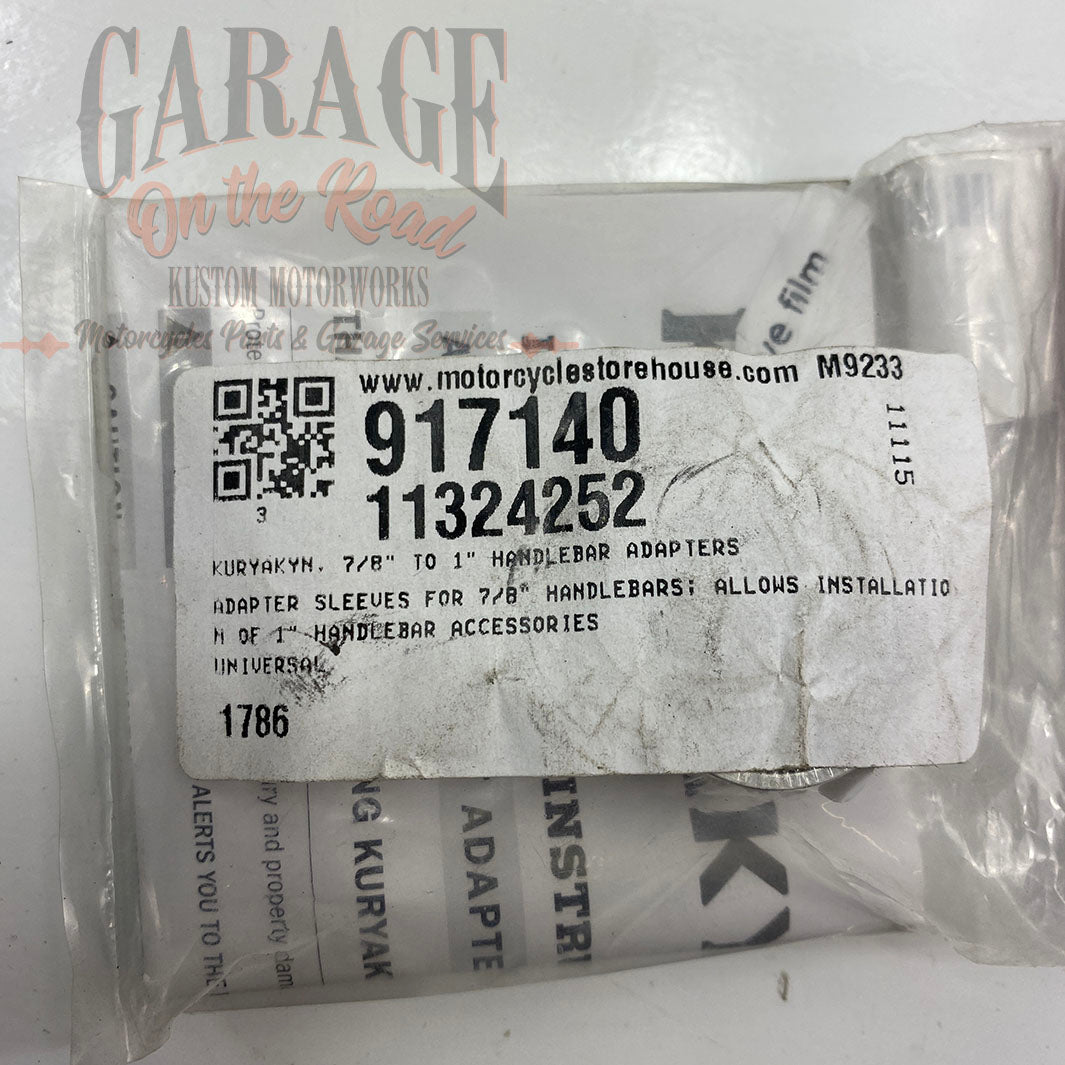 GARAGE
On the Road
KUSTOM MOTORWORKS
Motorcycles Parts & Garage Services
ve film
www.motorcyclestorehouse.com M9233
917140
11324252
11115
3
KURYAKYN. 7/8" TO 1" HANDLEBAR ADAPTERS
ADAPTER SLEEVES FOR 7/8" HANDLEBARS; ALLOWS INSTALLATIO
N OF 1" HANDLEBAR ACCESSORIES
UNIVERSAL
1786
ALERTS YOU TO THE
ry and property dam
NG KURYAK
ADAPTE
INSTR